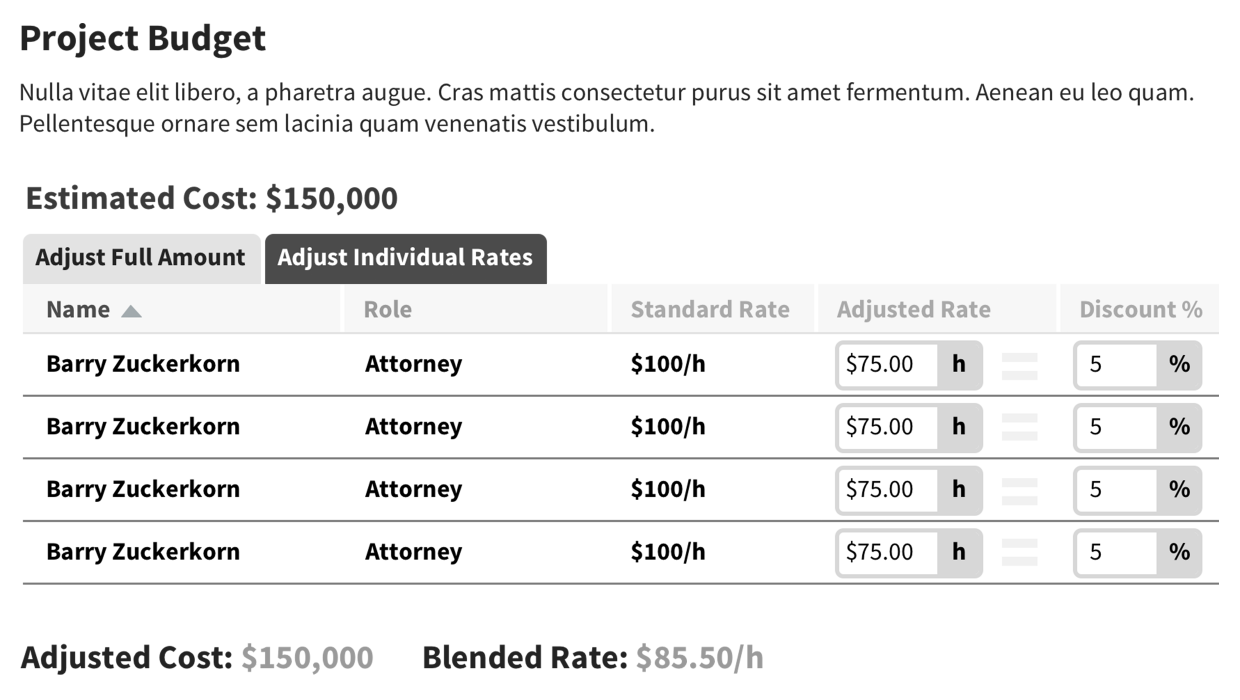 Project Budget
Nulla vitae elit libero, a pharetra augue. Cras mattis consectetur purus sit amet fermentum. Aenean eu leo quam.
Pellentesque ornare sem lacinia quam venenatis vestibulum.
Estimated Cost: $150,000
Adjust Full Amount Adjust Individual Rates
Name Role Standard Rate Adjusted Rate Discount %
Barry Zuckerkorn Attorney $100/h $75.00 h 5 %
Barry Zuckerkorn Attorney $100/h $75.00 h 5 %
Barry Zuckerkorn Attorney $100/h $75.00 h 5 %
Barry Zuckerkorn Attorney $100/h $75.00 h 5 %
Adjusted Cost: $150,000 Blended Rate: $85.50/h